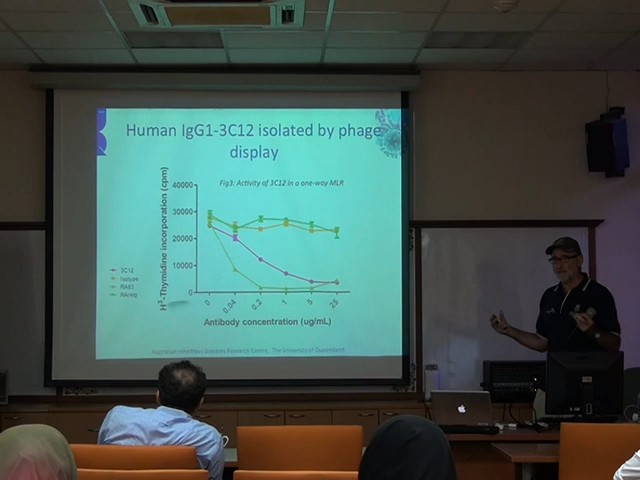 Human IgG1-3C12 isolated by phage
display
Fig3: Activity of 3C12 in a one-way MLR
H³-Thymidine incorporation (cpm)
40000
30000
20000
10000
0
0 0.04 0.2 1 5 25
Antibody concentration (ug/mL)
3C12
Isotype
RA83
RAneg
Australian Infectious Diseases Research Centre The University of Queensland